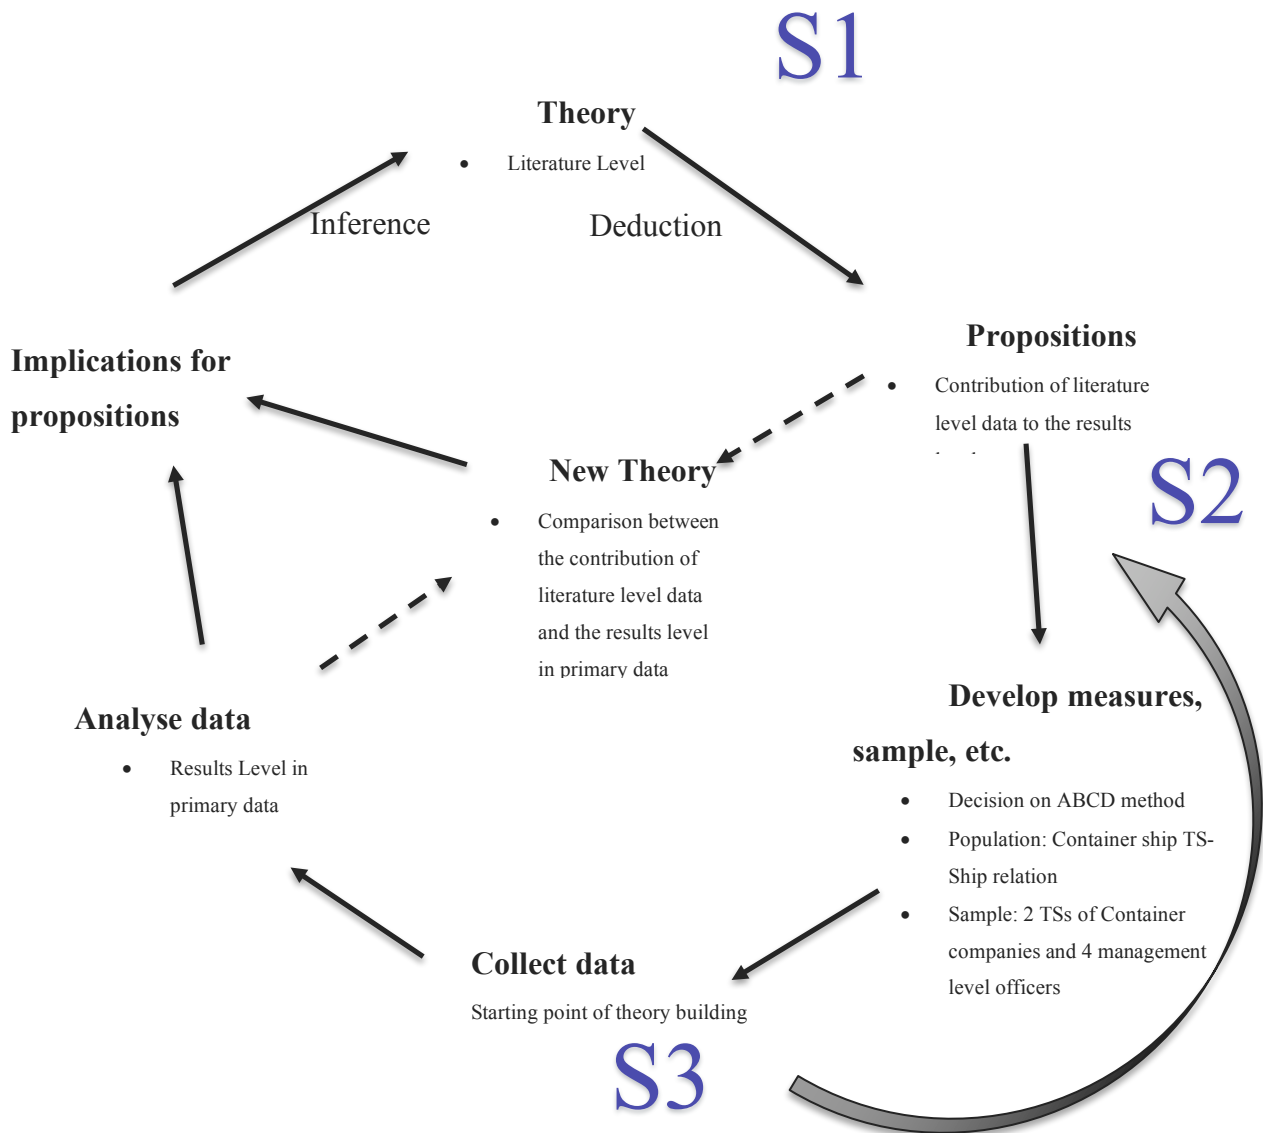 S1
Theory
• Literature Level
Inference
Deduction
Propositions
• Contribution of literature
level data to the results
Implications for
propositions
S2
New Theory
• Comparison between
the contribution of
literature level data
and the results level
in primary data
Analyse data
• Results Level in
primary data
Develop measures,
sample, etc.
• Decision on ABCD method
• Population: Container ship TS-
Ship relation
• Sample: 2 TSs of Container
companies and 4 management
level officers
Collect data
Starting point of theory building
S3